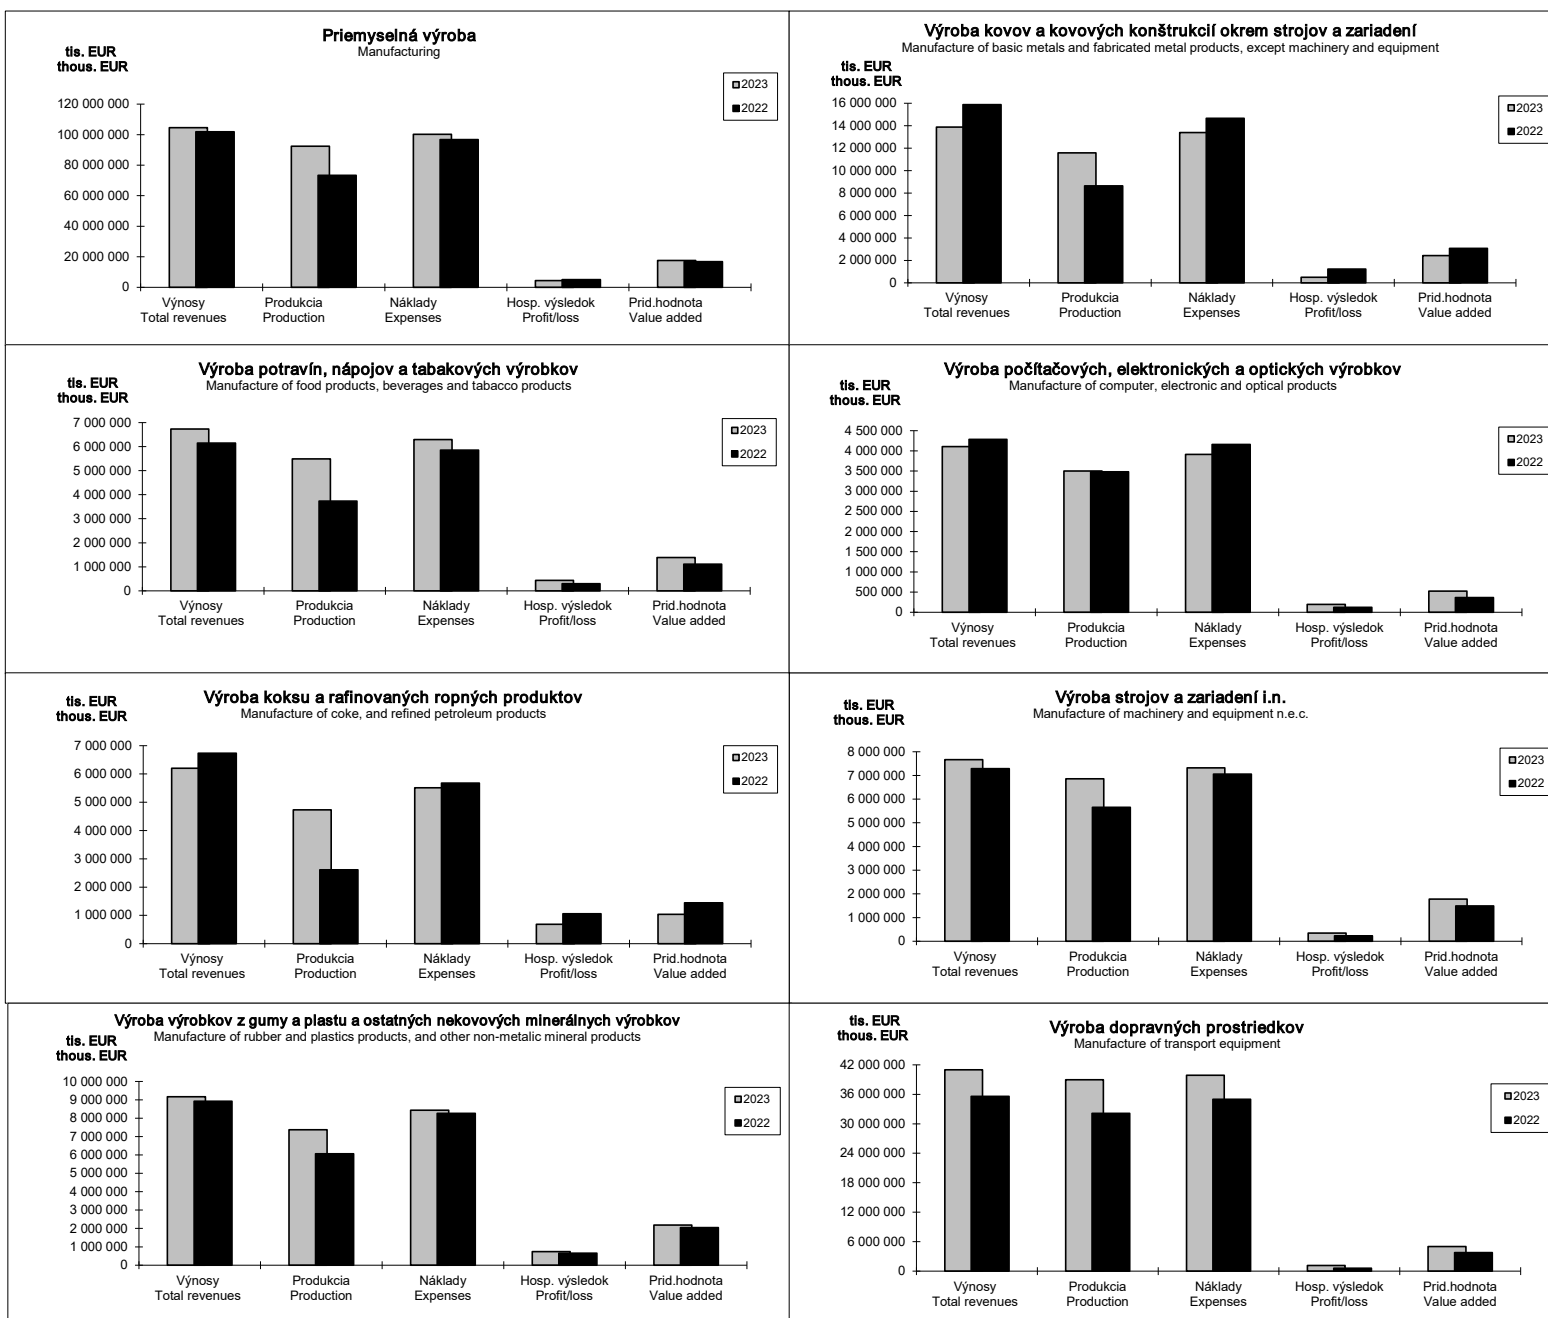 Priemyselná výroba
Manufacturing
tis. EUR
thous. EUR
2023
2022
120 000 000
100 000 000
80 000 000
60 000 000
40 000 000
20 000 000
0
Výnosy
Total revenues
Produkcia
Production
Náklady
Expenses
Hosp. výsledok
Profit/loss
Prid.hodnota
Value added
Výroba kovov a kovových konštrukcií okrem strojov a zariadení
Manufacture of basic metals and fabricated metal products, except machinery and equipment
tis. EUR
thous. EUR
2023
2022
16 000 000
14 000 000
12 000 000
10 000 000
8 000 000
6 000 000
4 000 000
2 000 000
0
Výnosy
Total revenues
Produkcia
Production
Náklady
Expenses
Hosp. výsledok
Profit/loss
Prid.hodnota
Value added
Výroba potravín, nápojov a tabakových výrobkov
Manufacture of food products, beverages and tabacco products
tis. EUR
thous. EUR
2023
2022
7 000 000
6 000 000
5 000 000
4 000 000
3 000 000
2 000 000
1 000 000
0
Výnosy
Total revenues
Produkcia
Production
Náklady
Expenses
Hosp. výsledok
Profit/loss
Prid.hodnota
Value added
Výroba počítačových, elektronických a optických výrobkov
Manufacture of computer, electronic and optical products
tis. EUR
thous. EUR
2023
2022
4 500 000
4 000 000
3 500 000
3 000 000
2 500 000
2 000 000
1 500 000
1 000 000
500 000
0
Výnosy
Total revenues
Produkcia
Production
Náklady
Expenses
Hosp. výsledok
Profit/loss
Prid.hodnota
Value added
Výroba koksu a rafinovaných ropných produktov
Manufacture of coke, and refined petroleum products
tis. EUR
thous. EUR
2023
2022
7 000 000
6 000 000
5 000 000
4 000 000
3 000 000
2 000 000
1 000 000
0
Výnosy
Total revenues
Produkcia
Production
Náklady
Expenses
Hosp. výsledok
Profit/loss
Prid.hodnota
Value added
Výroba strojov a zariadení i.n.
Manufacture of machinery and equipment n.e.c.
tis. EUR
thous. EUR
2023
2022
8 000 000
7 000 000
6 000 000
5 000 000
4 000 000
3 000 000
2 000 000
1 000 000
0
Výnosy
Total revenues
Produkcia
Production
Náklady
Expenses
Hosp. výsledok
Profit/loss
Prid.hodnota
Value added
Výroba výrobkov z gumy a plastu a ostatných nekovových minerálnych výrobkov
Manufacture of rubber and plastics products, and other non-metalic mineral products
tis. EUR
thous. EUR
2023
2022
10 000 000
9 000 000
8 000 000
7 000 000
6 000 000
5 000 000
4 000 000
3 000 000
2 000 000
1 000 000
0
Výnosy
Total revenues
Produkcia
Production
Náklady
Expenses
Hosp. výsledok
Profit/loss
Prid.hodnota
Value added
Výroba dopravných prostriedkov
Manufacture of transport equipment
tis. EUR
thous. EUR
2023
2022
42 000 000
36 000 000
30 000 000
24 000 000
18 000 000
12 000 000
6 000 000
0
Výnosy
Total revenues
Produkcia
Production
Náklady
Expenses
Hosp. výsledok
Profit/loss
Prid.hodnota
Value added